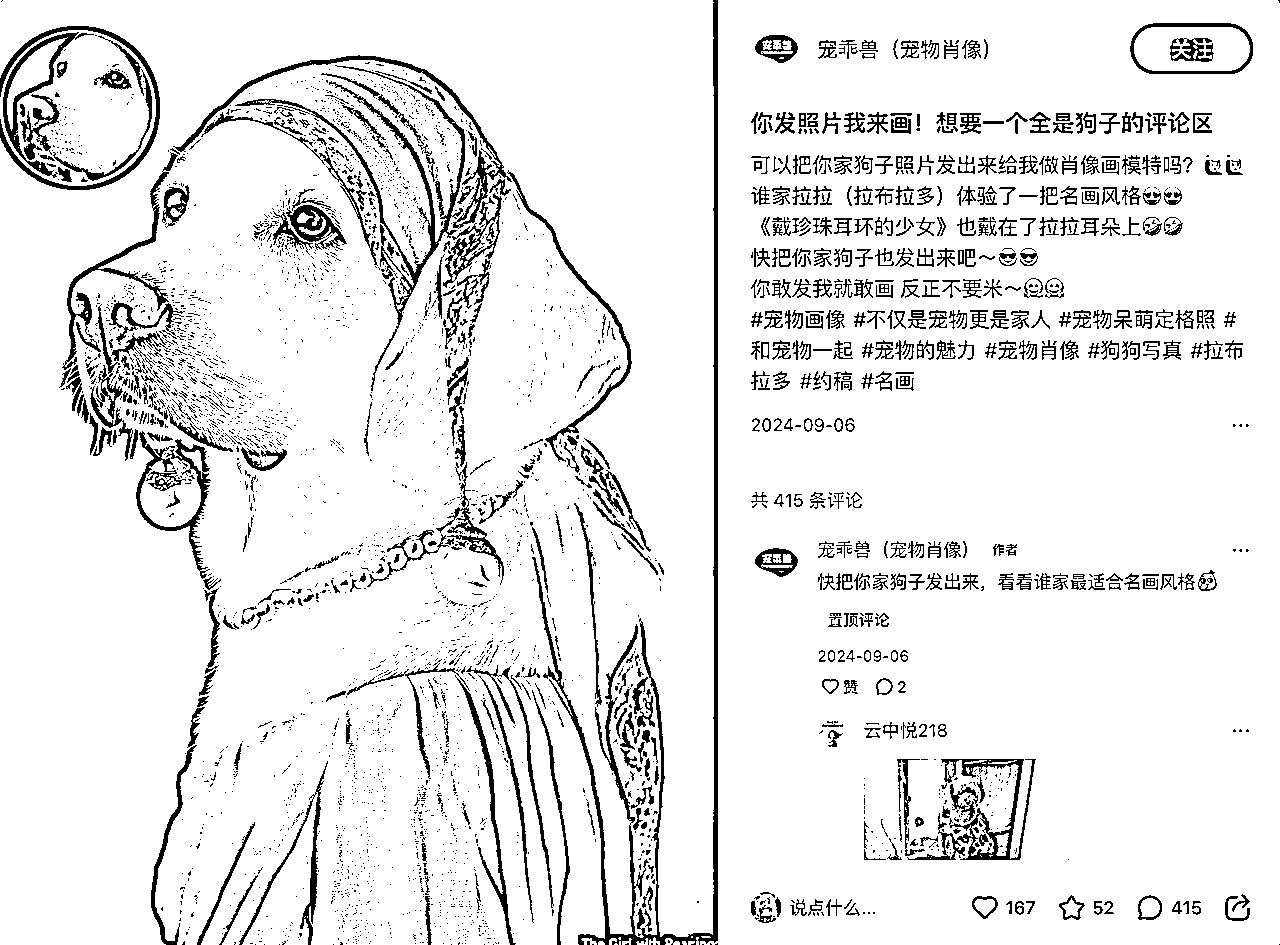 宠乖兽（宠物肖像）
关注
你发照片我来画！想要一个全是狗子的评论区
可以把你家狗子照片发出来给我做肖像画模特吗？
谁家拉拉（拉布拉多）体验了一把名画风格😎😎
《戴珍珠耳环的少女》也戴在了拉拉耳朵上🤣🤣
快把你家狗子也发出来吧～😎😎
你敢发我就敢画 反正不要米～🤗🤗
#宠物画像 #不仅是宠物更是家人 #宠物呆萌定格照 #
和宠物一起 #宠物的魅力 #宠物肖像 #狗狗写真 #拉布
拉多 #约稿 #名画
2024-09-06
共 415 条评论
宠乖兽（宠物肖像） 作者
快把你家狗子发出来，看看谁家最适合名画风格
置顶评论
2024-09-06
赞 2
云中悦218
说点什么... 167 52 415
The Girl with